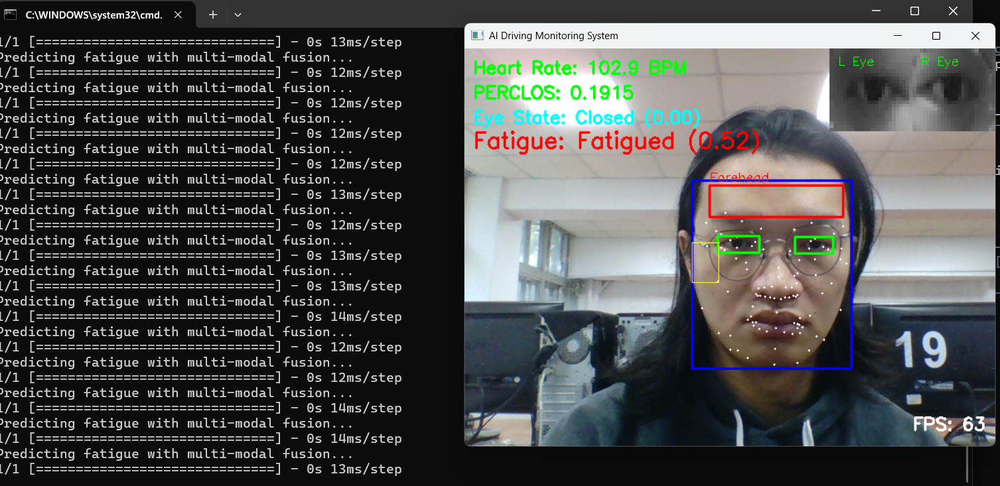 C:\WINDOWS\system32\cmd.
1/1 [==============================] - 0s 13ms/step
Predicting fatigue with multi-modal fusion...
1/1 [==============================] - 0s 12ms/step
Predicting fatigue with multi-modal fusion...
1/1 [==============================] - 0s 12ms/step
Predicting fatigue with multi-modal fusion...
1/1 [==============================] - 0s 12ms/step
Predicting fatigue with multi-modal fusion...
1/1 [==============================] - 0s 12ms/step
Predicting fatigue with multi-modal fusion...
1/1 [==============================] - 0s 13ms/step
Predicting fatigue with multi-modal fusion...
1/1 [==============================] - 0s 12ms/step
Predicting fatigue with multi-modal fusion...
1/1 [==============================] - 0s 13ms/step
Predicting fatigue with multi-modal fusion...
1/1 [==============================] - 0s 13ms/step
Predicting fatigue with multi-modal fusion...
1/1 [==============================] - 0s 14ms/step
Predicting fatigue with multi-modal fusion...
1/1 [==============================] - 0s 12ms/step
Predicting fatigue with multi-modal fusion...
1/1 [==============================] - 0s 12ms/step
Predicting fatigue with multi-modal fusion...
1/1 [==============================] - 0s 14ms/step
Predicting fatigue with multi-modal fusion...
1/1 [==============================] - 0s 14ms/step
Predicting fatigue with multi-modal fusion...
1/1 [==============================] - 0s 13ms/step
AI Driving Monitoring System
Heart Rate: 102.9 BPM
PERCLOS: 0.1915
Eye State: Closed (0.00)
Fatigue: Fatigued (0.52)
L Eye
R Eye
Forehead
19
FPS: 63